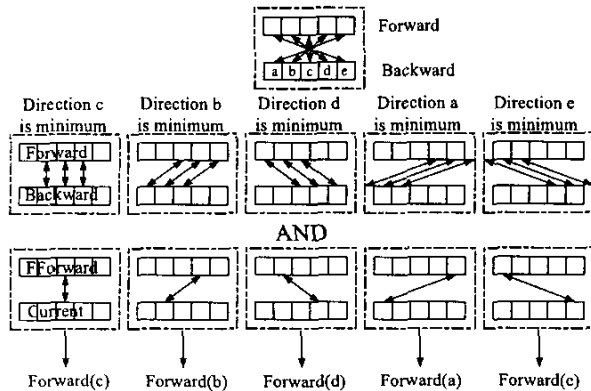 Forward
a b c d e
Backward
Direction c is minimum
Direction b is minimum
Direction d is minimum
Direction a is minimum
Direction e is minimum
Forward
Backward
AND
FForward
Current
Forward(c)
Forward(b)
Forward(d)
Forward(a)
Forward(e)